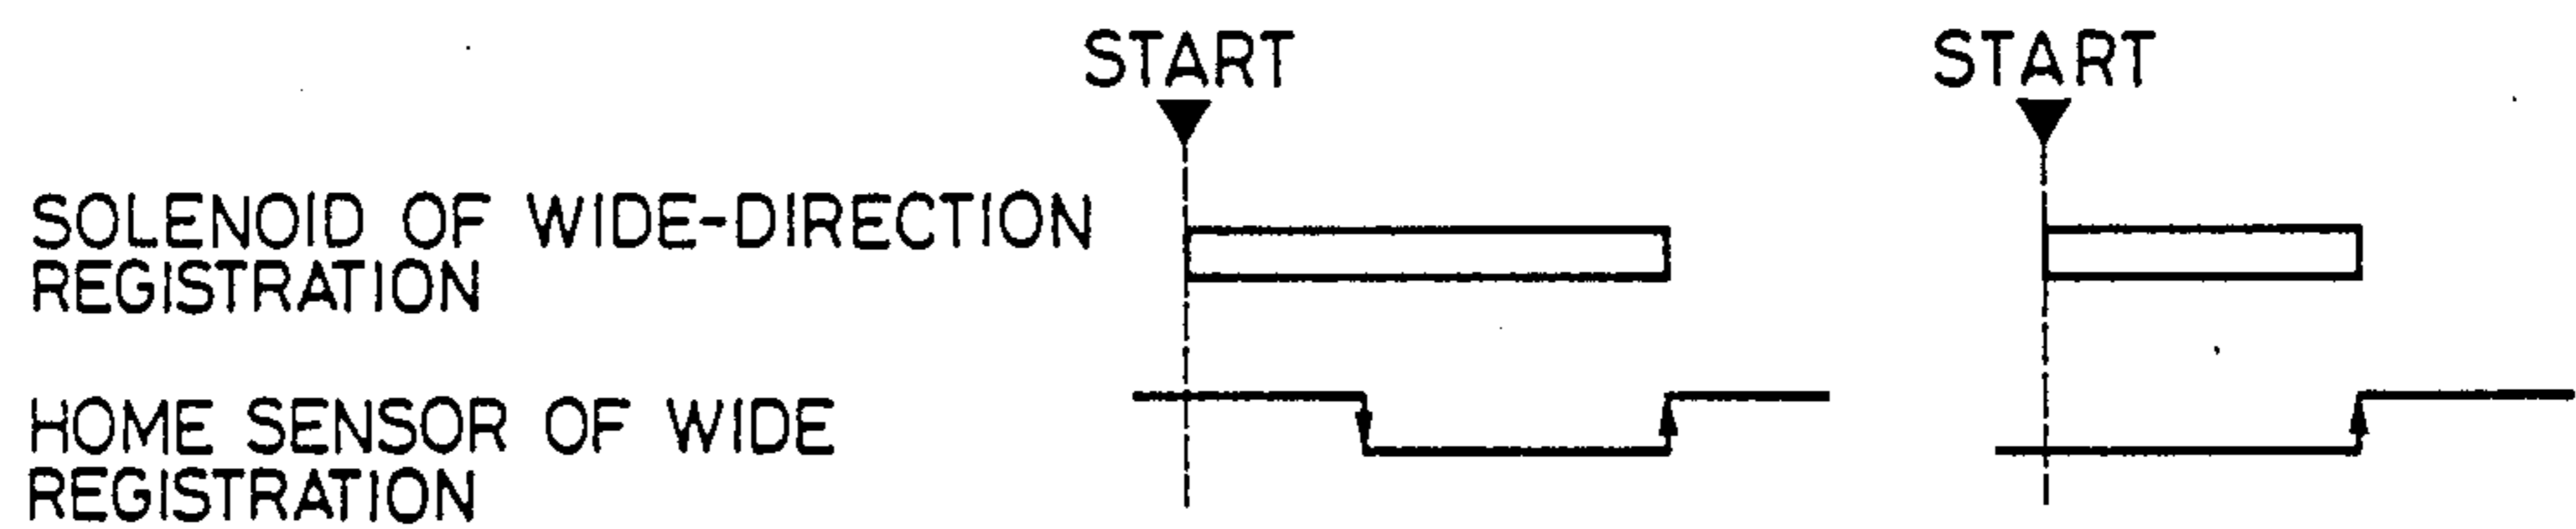 START START
SOLENOID OF WIDE-DIRECTION
REGISTRATION
HOME SENSOR OF WIDE
REGISTRATION